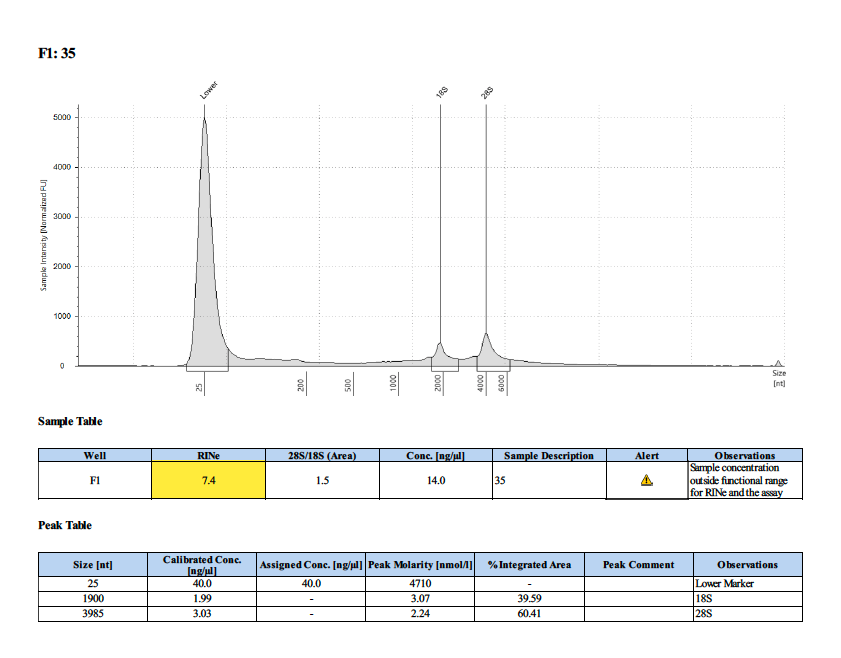 F1: 35
Lower
18S
28S
5000
4000
3000
2000
1000
0
Sample Intensity [Normalized FU]
25
200
500
1000
2000
4000
6000
Size
[nt]
Sample Table
Well RINe 28S/18S (Area) Conc. [ng/µl] Sample Description Alert Observations
F1 7.4 1.5 14.0 35 Sample concentration
outside functional range
for RINe and the assay
Peak Table
Size [nt] Calibrated Conc. [ng/µl] Assigned Conc. [ng/µl] Peak Molarity [nmol/l] % Integrated Area Peak Comment Observations
25 40.0 40.0 4710 - Lower Marker
1900 1.99 - 3.07 39.59 18S
3985 3.03 - 2.24 60.41 28S